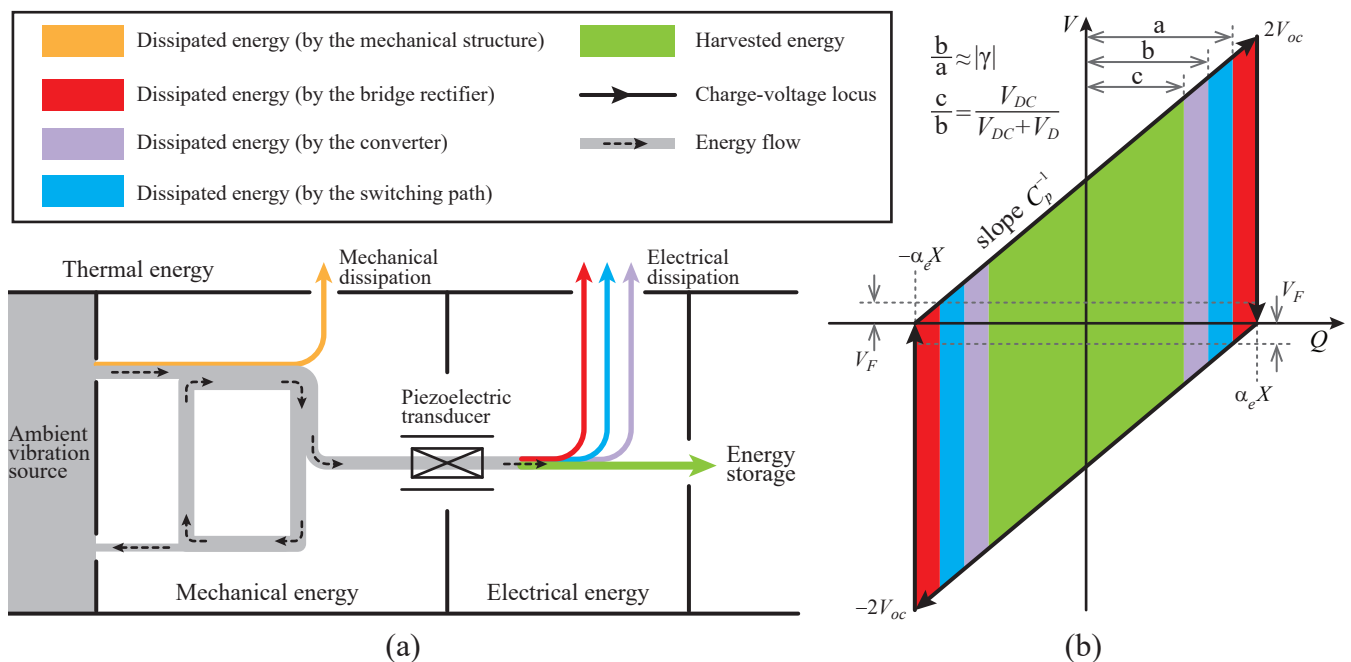 Dissipated energy (by the mechanical structure)
Dissipated energy (by the bridge rectifier)
Dissipated energy (by the converter)
Dissipated energy (by the switching path)
Harvested energy
Charge-voltage locus
Energy flow
Thermal energy
Mechanical
dissipation
Electrical
dissipation
Ambient
vibration
source
Piezoelectric
transducer
Energy
storage
Mechanical energy
Electrical energy
(a)
b/a ≈ |γ|
c/b = V_DC/(V_DC + V_D)
V
a
b
c
2V_oc
slope C_p^-1
−α_e X
V_F
V_F
Q
α_e X
−2V_oc
(b)